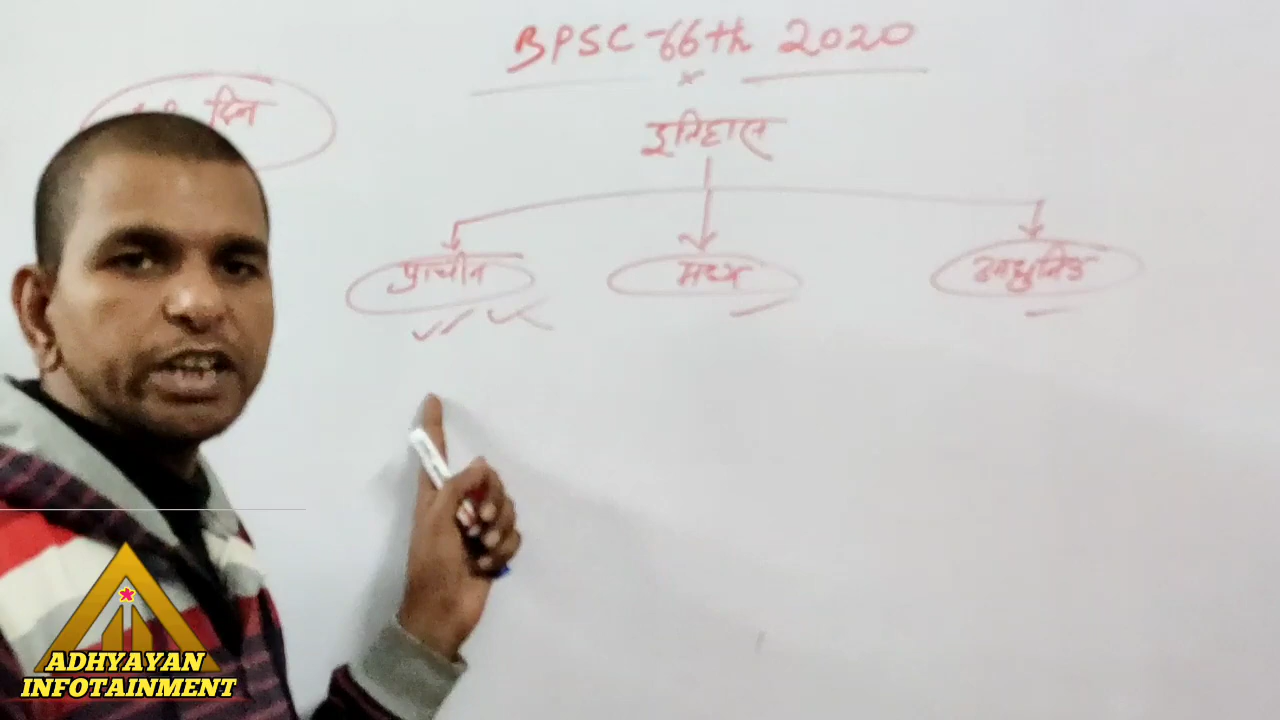 BPSC-66th 2020
दिन
इतिहास
प्राचीन मध्य आधुनिक
ADHYAYAN
INFOTAINMENT